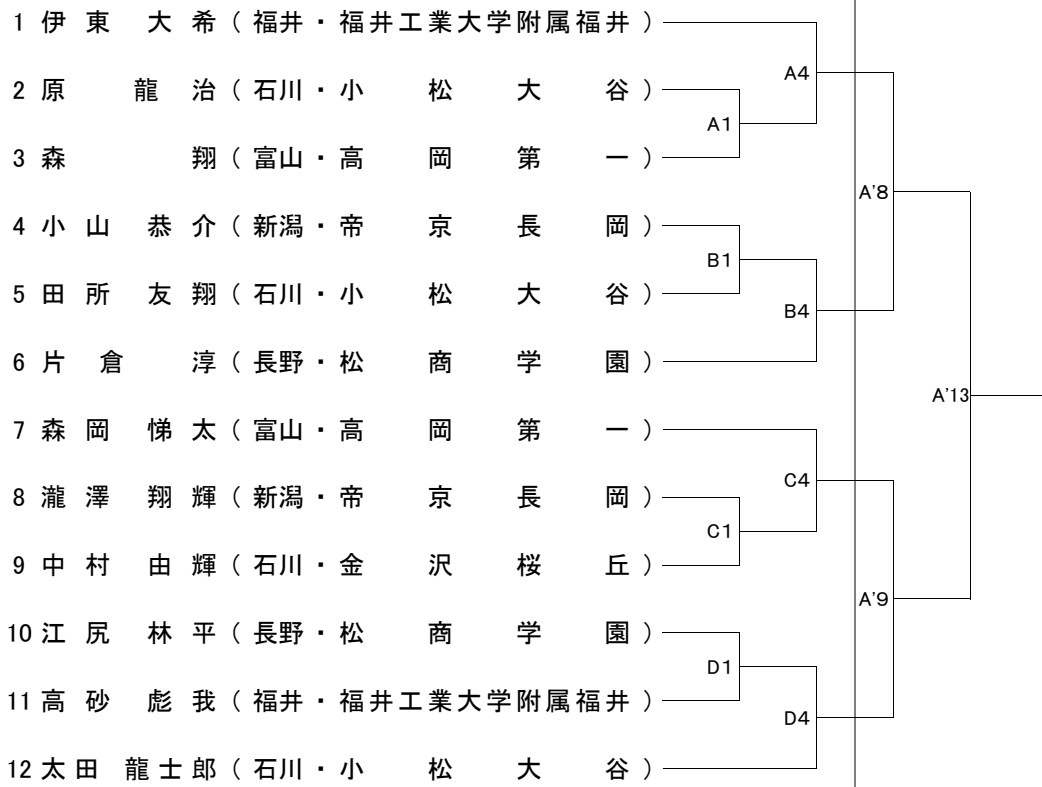 1 伊東 大希（福井・福井工業大学附属福井）
A4
2 原 龍治（石川・小松大谷）
A1
3 森 翔（富山・高岡第一）
A'8
4 小山 恭介（新潟・帝京長岡）
B1
5 田所 友翔（石川・小松大谷）
B4
6 片倉 淳（長野・松商学園）
A'13
7 森岡 悌太（富山・高岡第一）
C4
8 瀧澤 翔輝（新潟・帝京長岡）
C1
9 中村 由輝（石川・金沢桜丘）
A'9
10 江尻 林平（長野・松商学園）
D1
11 高砂 彪我（福井・福井工業大学附属福井）
D4
12 太田 龍士郎（石川・小松大谷）